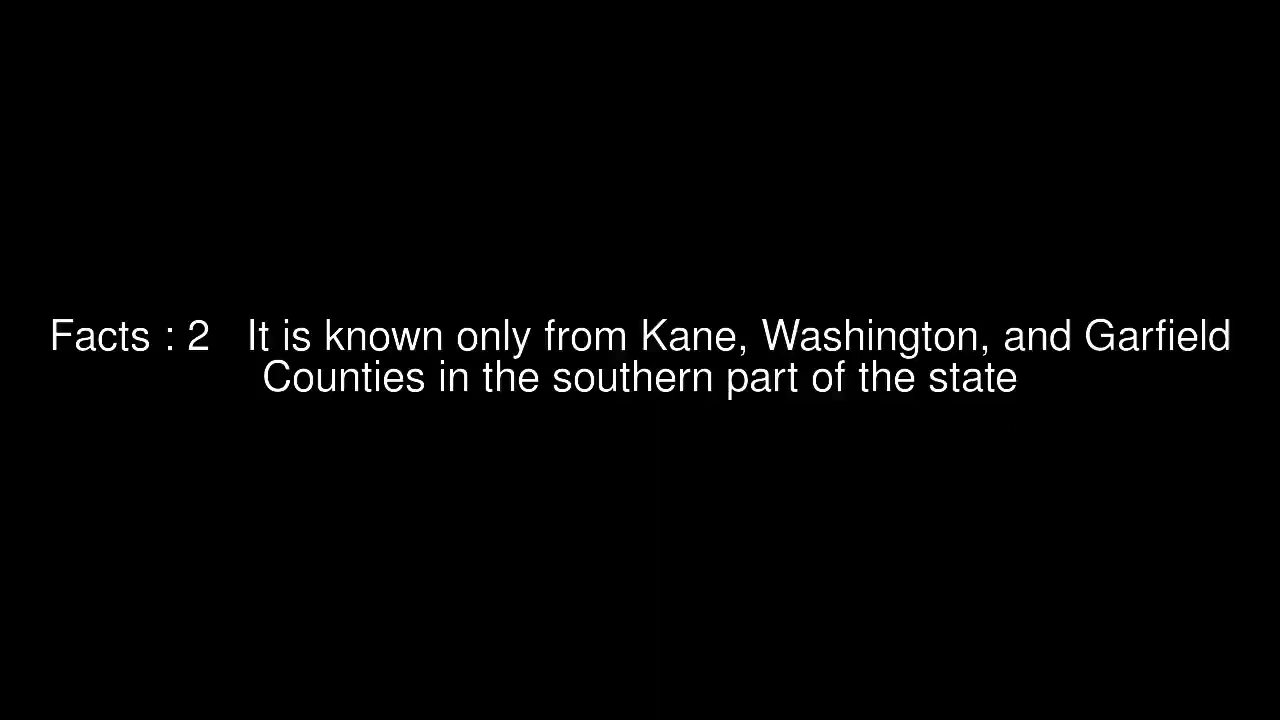 Facts : 2   It is known only from Kane, Washington, and Garfield
Counties in the southern part of the state